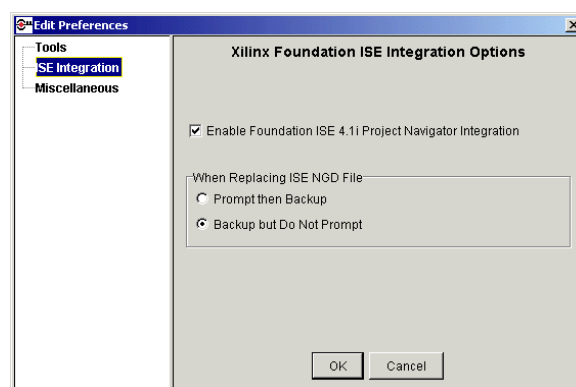 Edit Preferences
Tools
ISE Integration
Miscellaneous
Xilinx Foundation ISE Integration Options
Enable Foundation ISE 4.1i Project Navigator Integration
When Replacing ISE NGD File
Prompt then Backup
Backup but Do Not Prompt
OK
Cancel